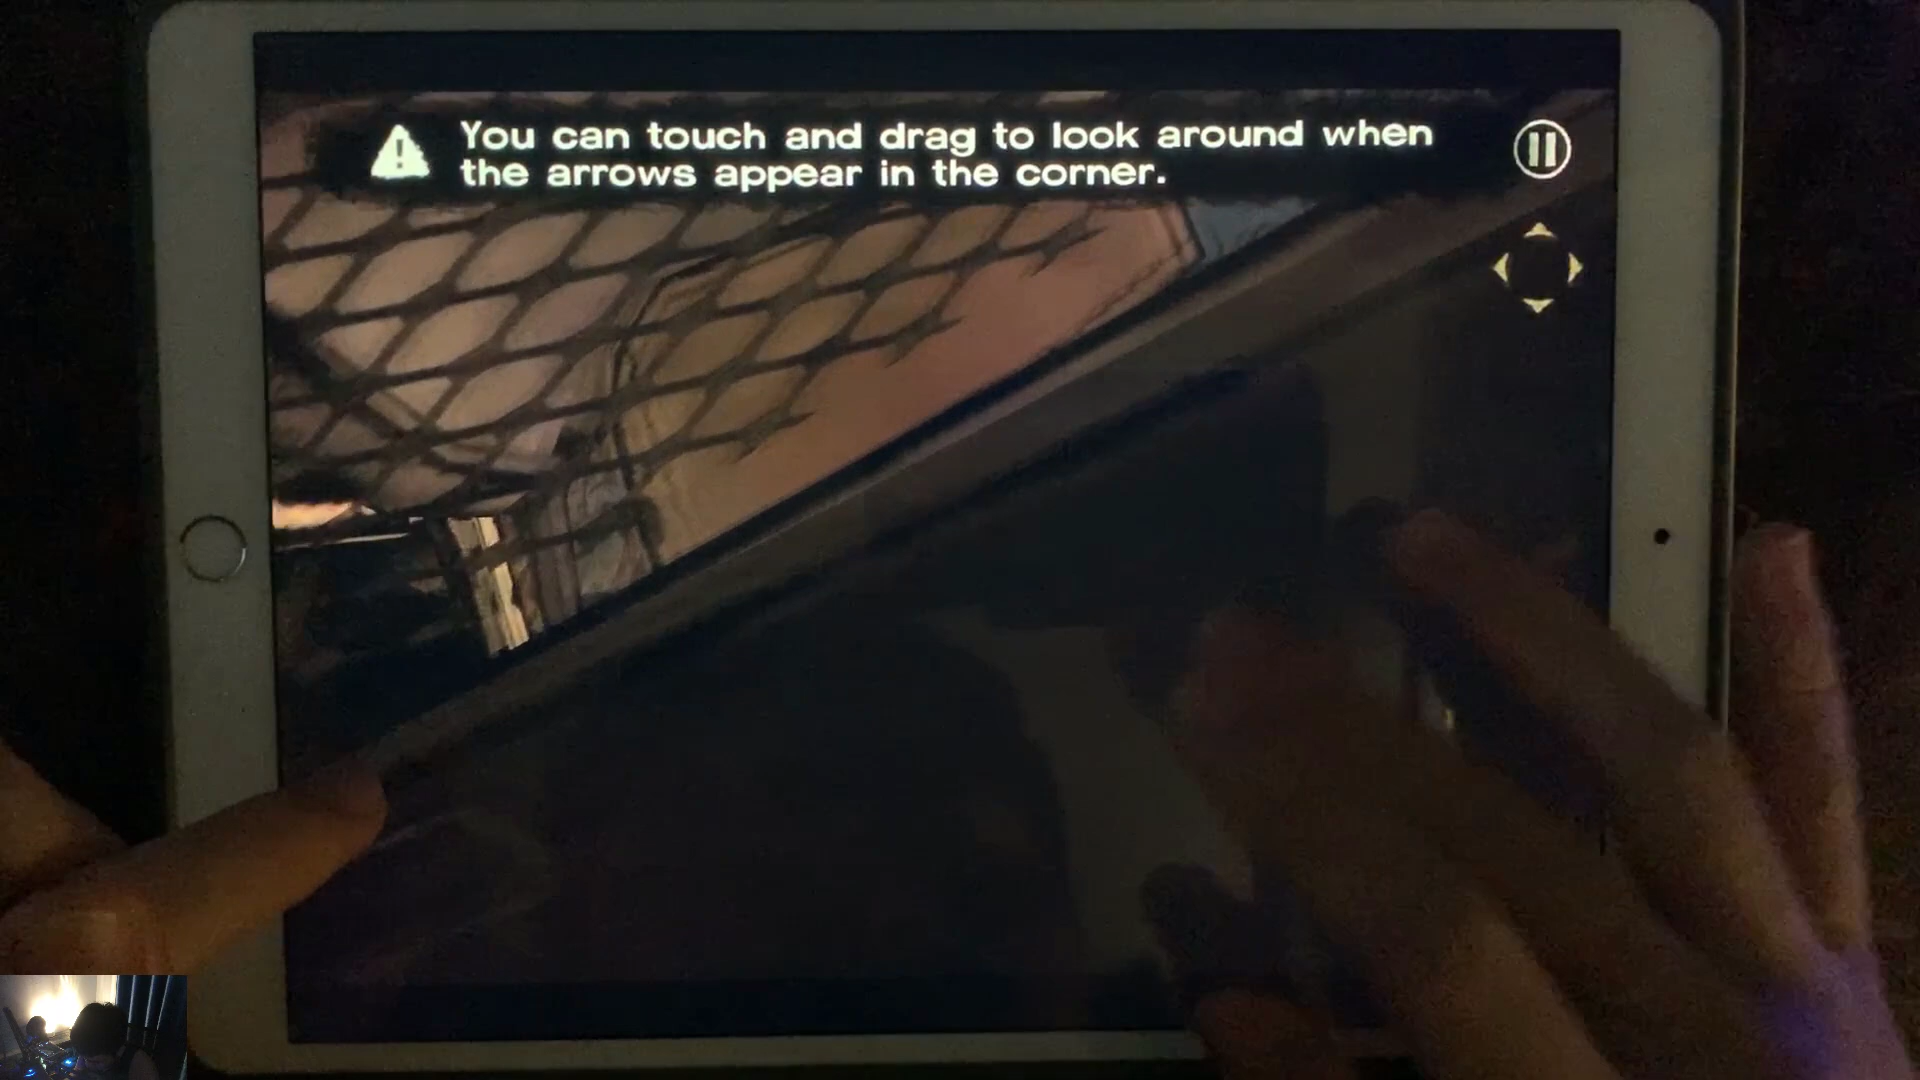 You can touch and drag to look around when
the arrows appear in the corner.